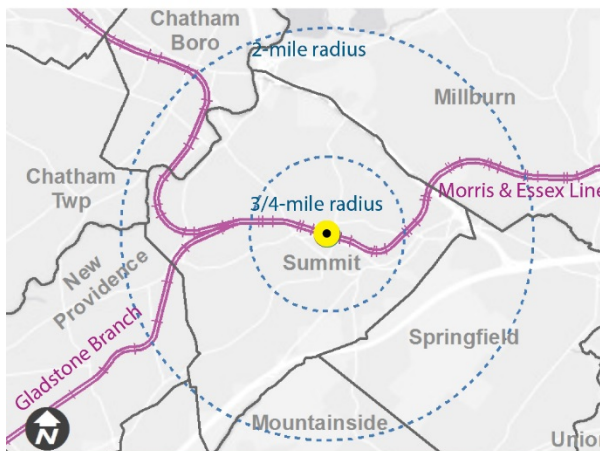 Chatham
Boro
2-mile radius
Millburn
Chatham
Twp
3/4-mile radius
Morris & Essex Line
Summit
New
Providence
Gladstone Branch
Springfield
Mountainside
Union
N